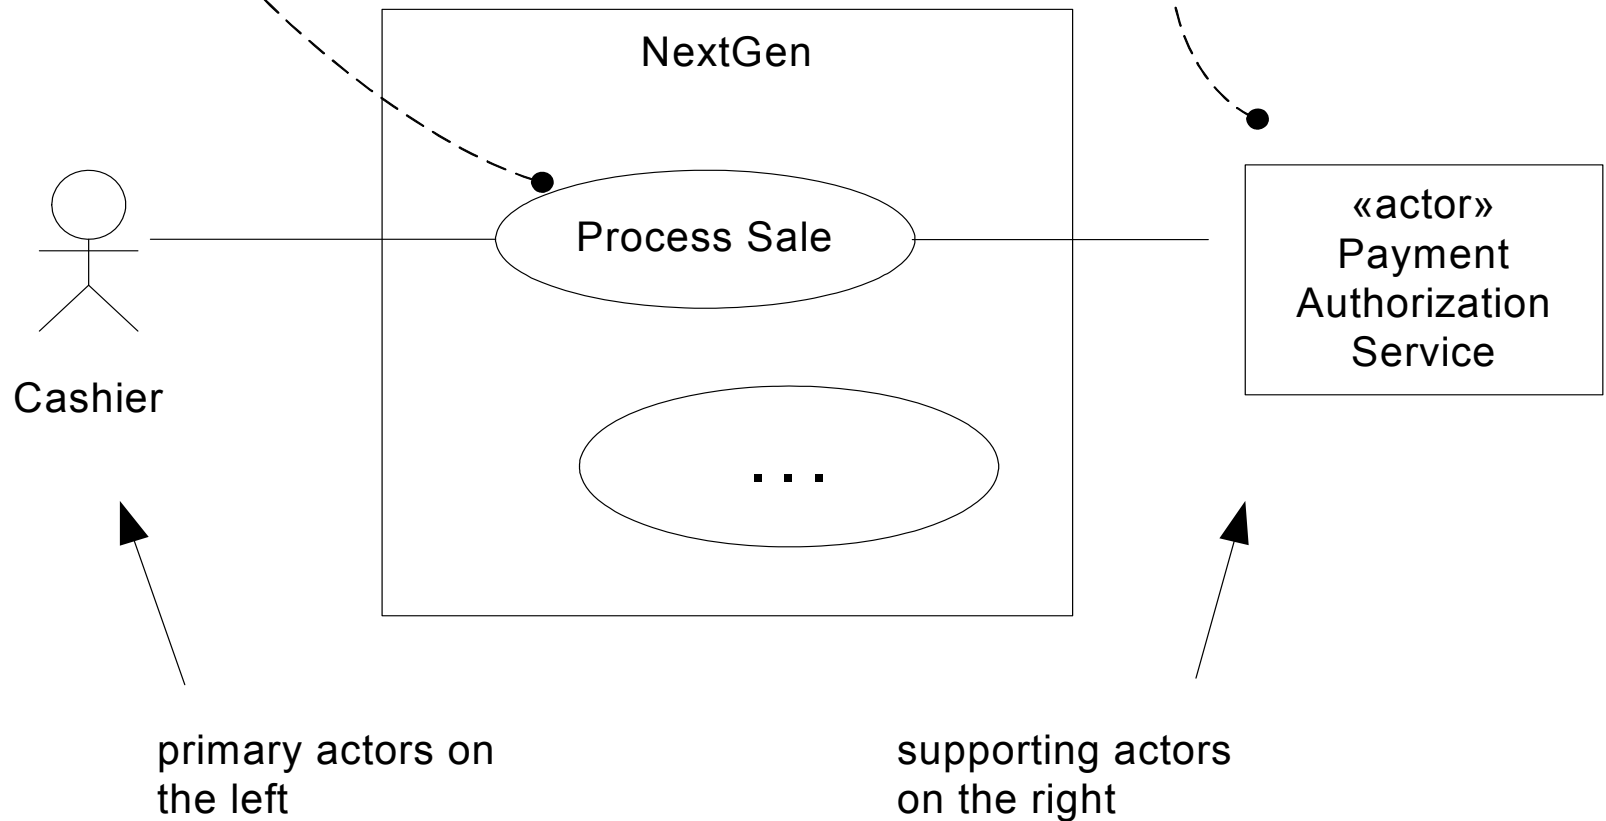 NextGen
Process Sale
«actor»
Payment
Authorization
Service
Cashier
. . .
primary actors on
the left
supporting actors
on the right